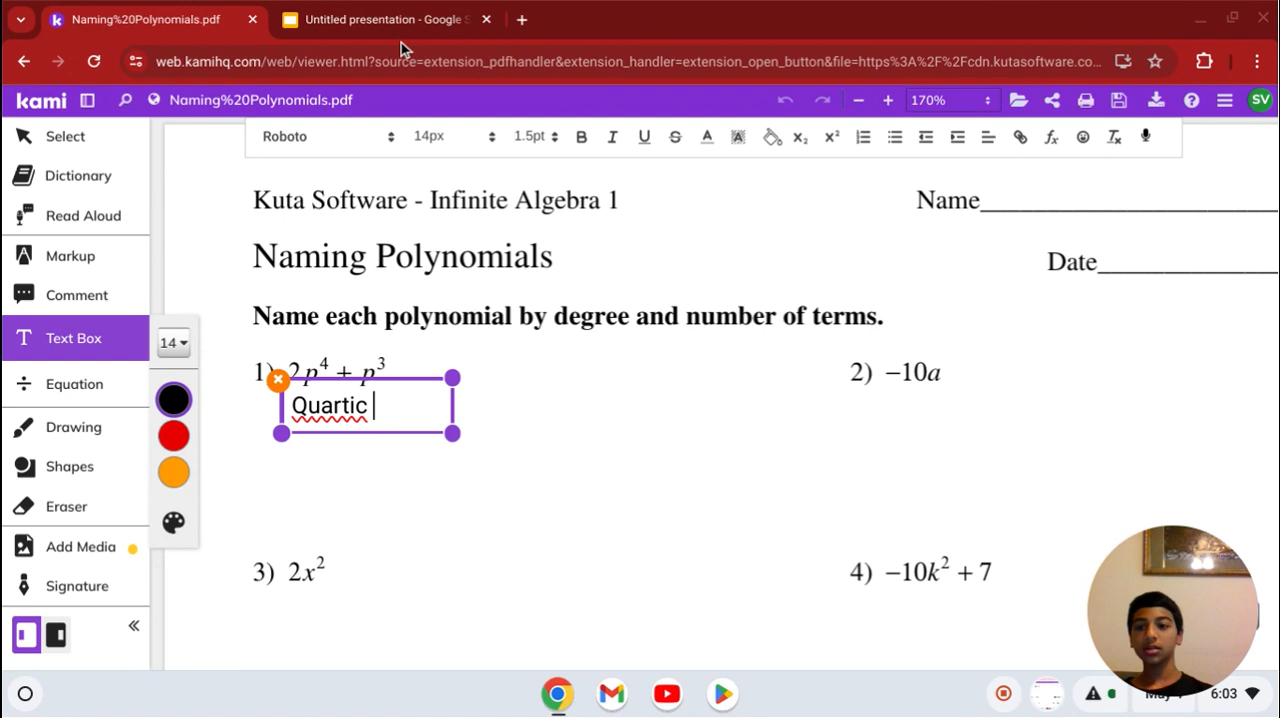 Naming%20Polynomials.pdf
Untitled presentation - Google S
web.kamihq.com/web/viewer.html?source=extension_pdfhandler&extension_handler=extension_open_button&file=https%3A%2F%2Fcdn.kutasoftware.co...
kami
Naming%20Polynomials.pdf
170%
SV
Select
Roboto
14px
1.5pt
B I U S A A X₂ X²
Dictionary
Read Aloud
Markup
Comment
Text Box
14
Equation
Drawing
Shapes
Eraser
Add Media
Signature
Kuta Software - Infinite Algebra 1
Name
Naming Polynomials
Date
Name each polynomial by degree and number of terms.
1) 2p⁴ + p³
2) −10a
Quartic
3) 2x²
4) −10k² + 7
6:03